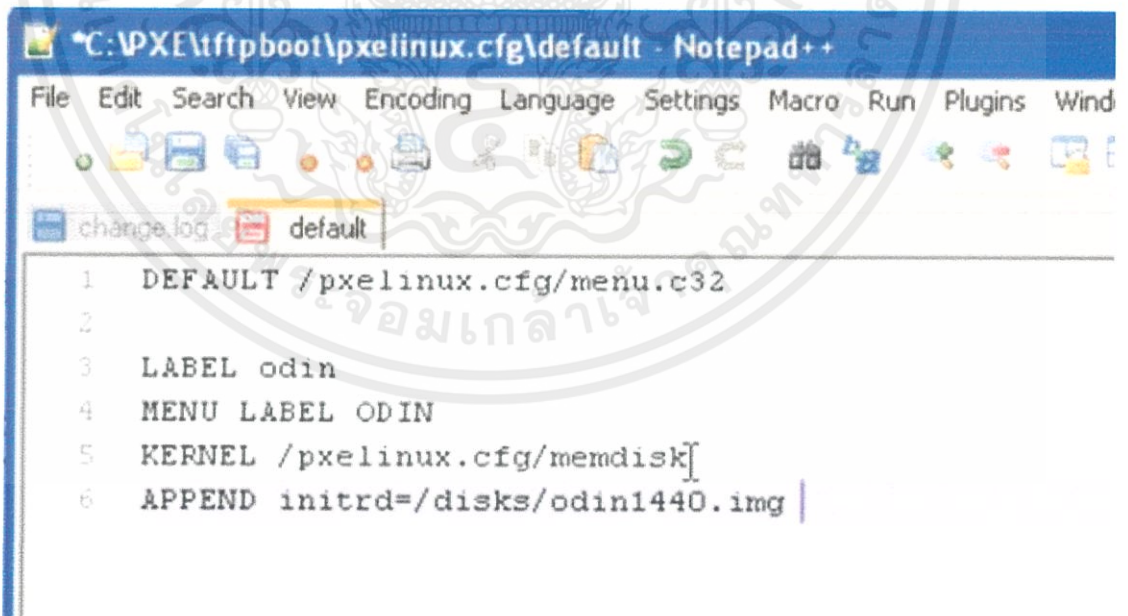 *C:\PXE\tftpboot\pxelinux.cfg\default - Notepad++
File Edit Search View Encoding Language Settings Macro Run Plugins Wind
change.log default
1 DEFAULT /pxelinux.cfg/menu.c32
2
3 LABEL odin
4 MENU LABEL ODIN
5 KERNEL /pxelinux.cfg/memdisk
6 APPEND initrd=/disks/odin1440.img